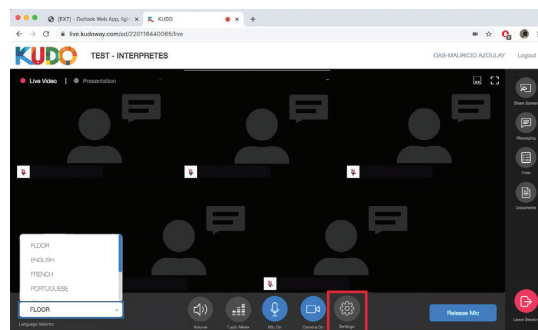 [EXT] - Outlook Web App, ligh
KUDO
live.kudoway.com/ad/220116440065/live
KUDO
TEST - INTERPRETES
OAS-MAURICIO AZOULAY
Logout
Live Video | Presentation
Share Screen
Messaging
Polls
Documents
FLOOR
ENGLISH
FRENCH
PORTUGUESE
FLOOR
Language Selector
Volume
Audio Meter
Mic On
Camera On
Settings
Release Mic
Leave Session